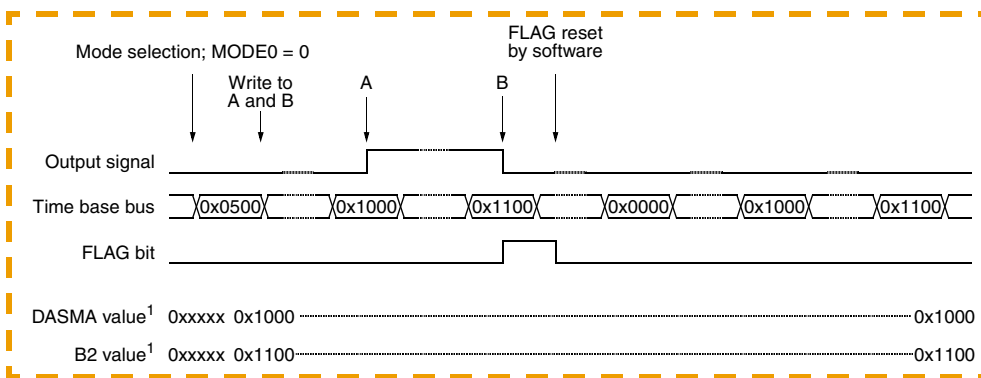 FLAG reset
by software
Mode selection; MODE0 = 0
Write to
A and B
A
B
Output signal
Time base bus 0x0500 0x1000 0x1100 0x0000 0x1000 0x1100
FLAG bit
DASMA value1 0xxxxx 0x1000 0x1000
B2 value1 0xxxxx 0x1100 0x1100